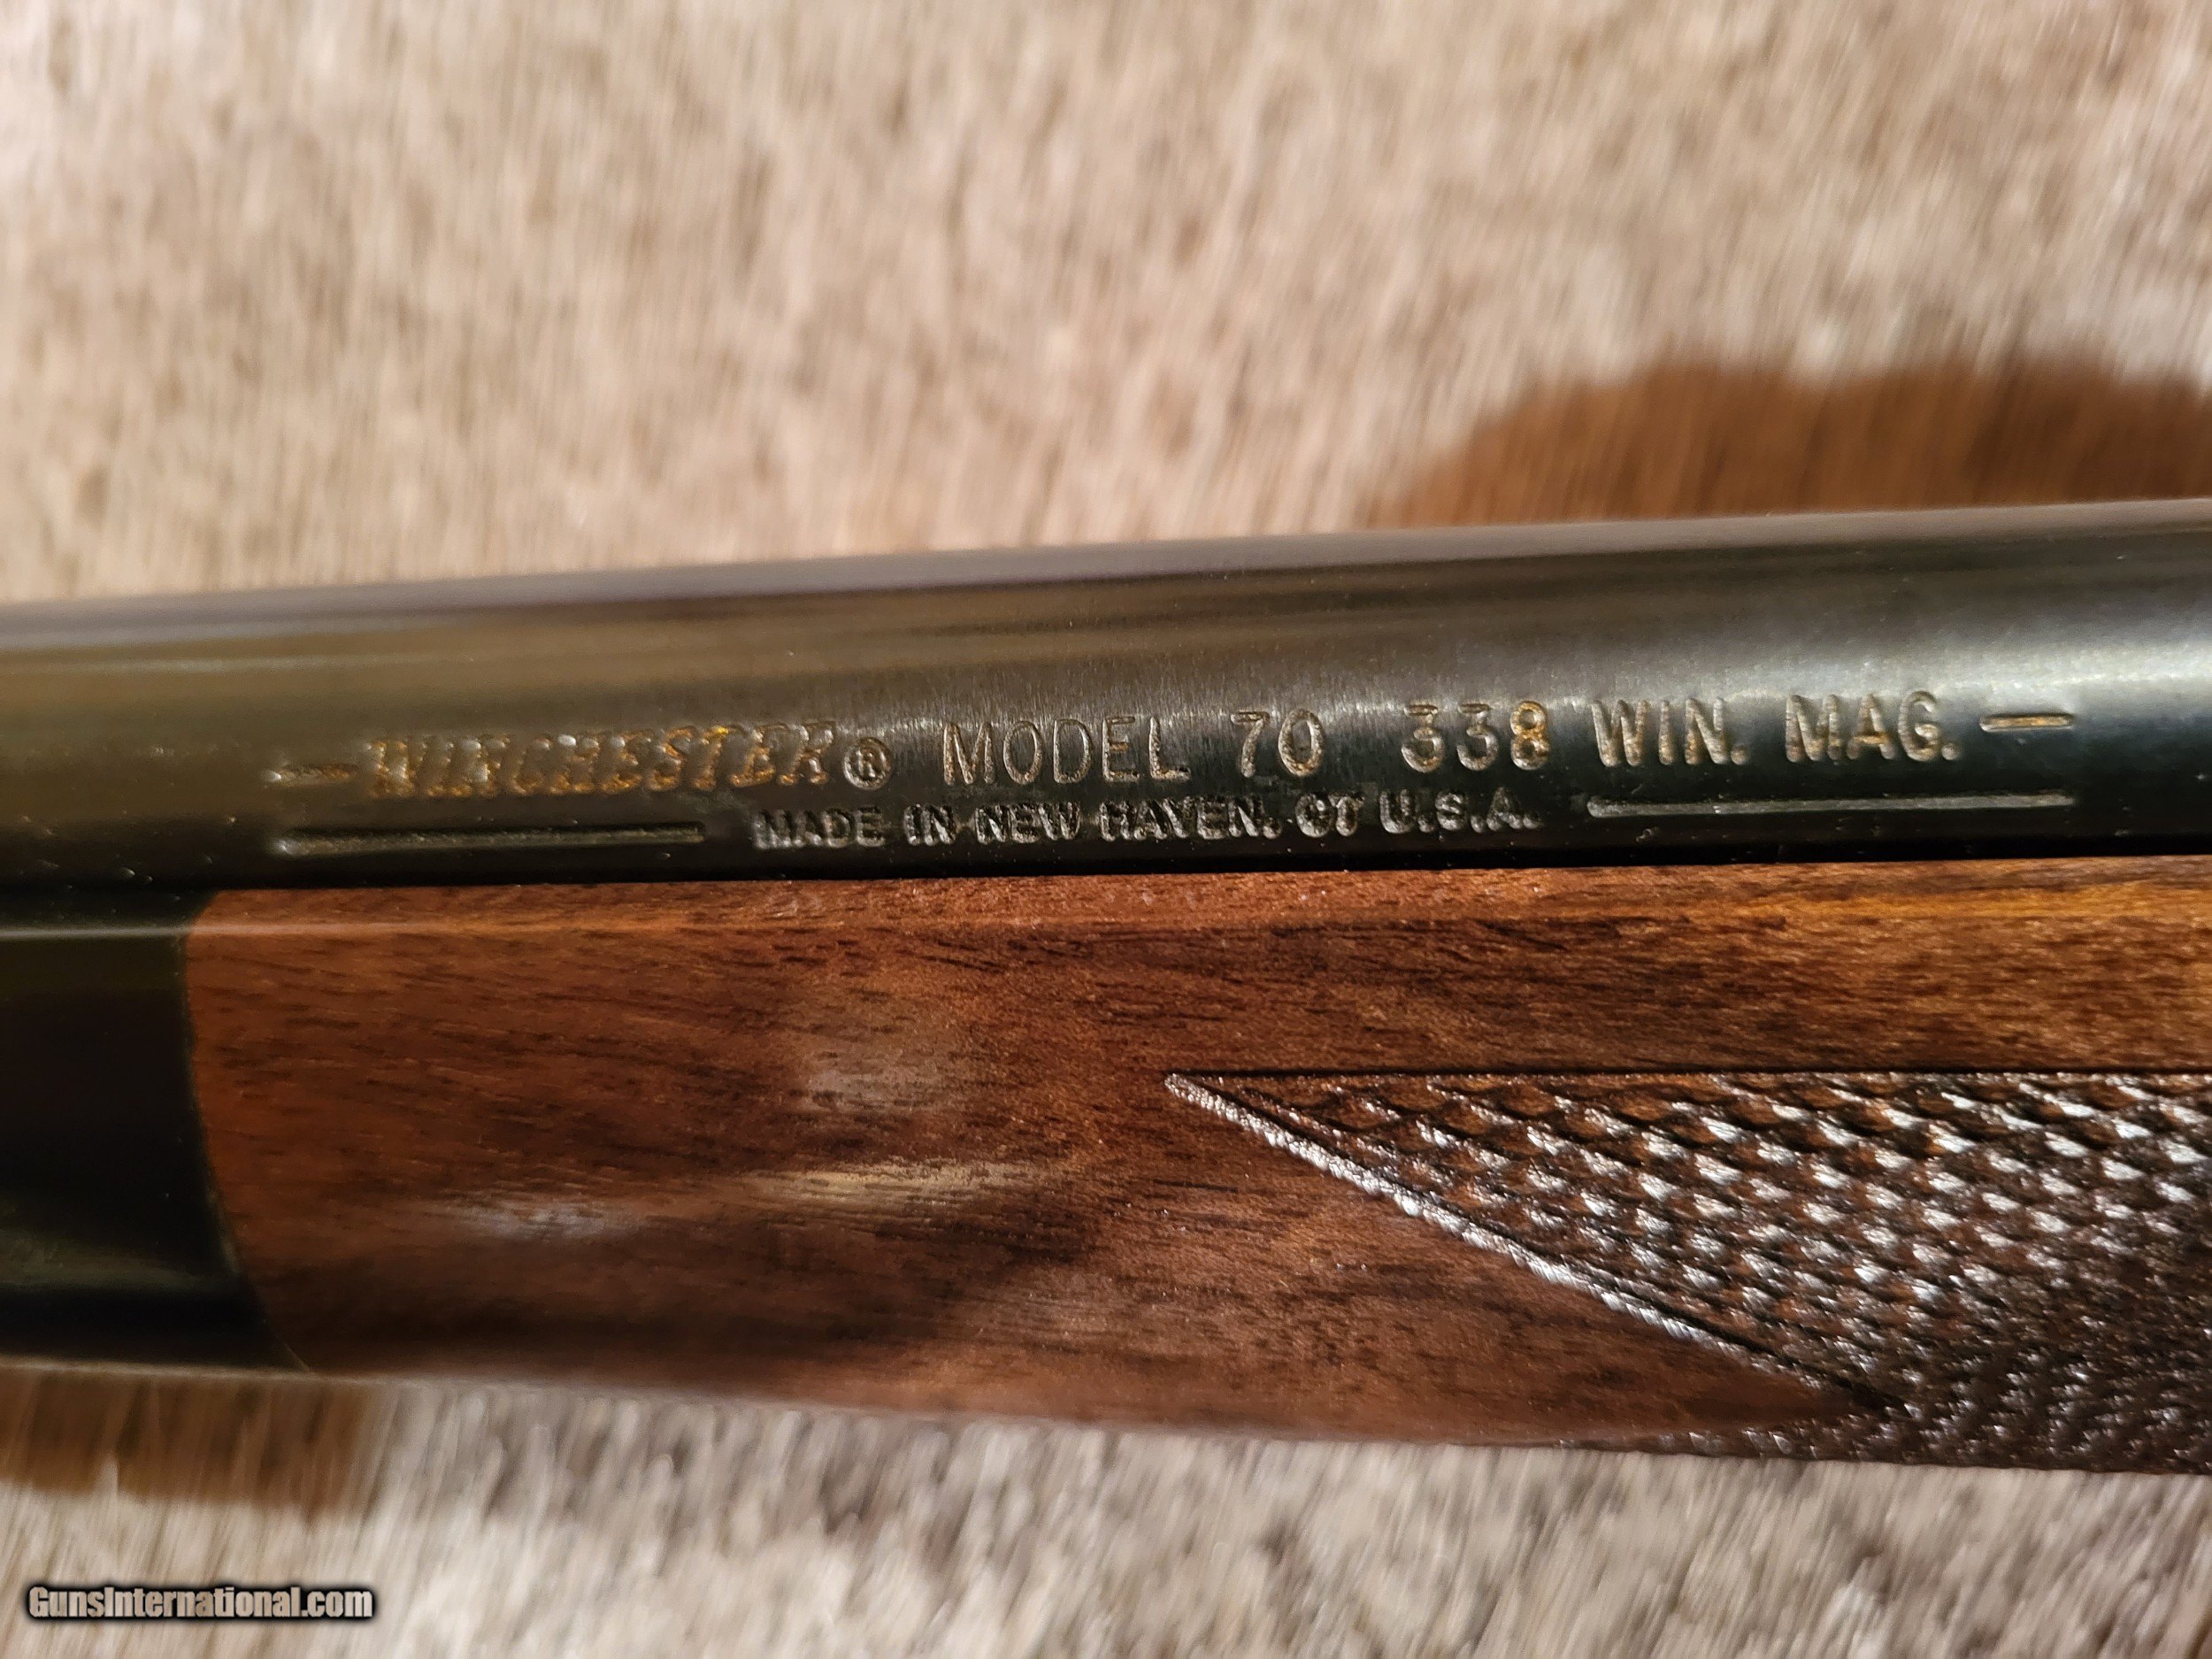 —WINCHESTER® MODEL 70 338 WIN. MAG.—
MADE IN NEW HAVEN, CT U.S.A.
GunsInternational.com